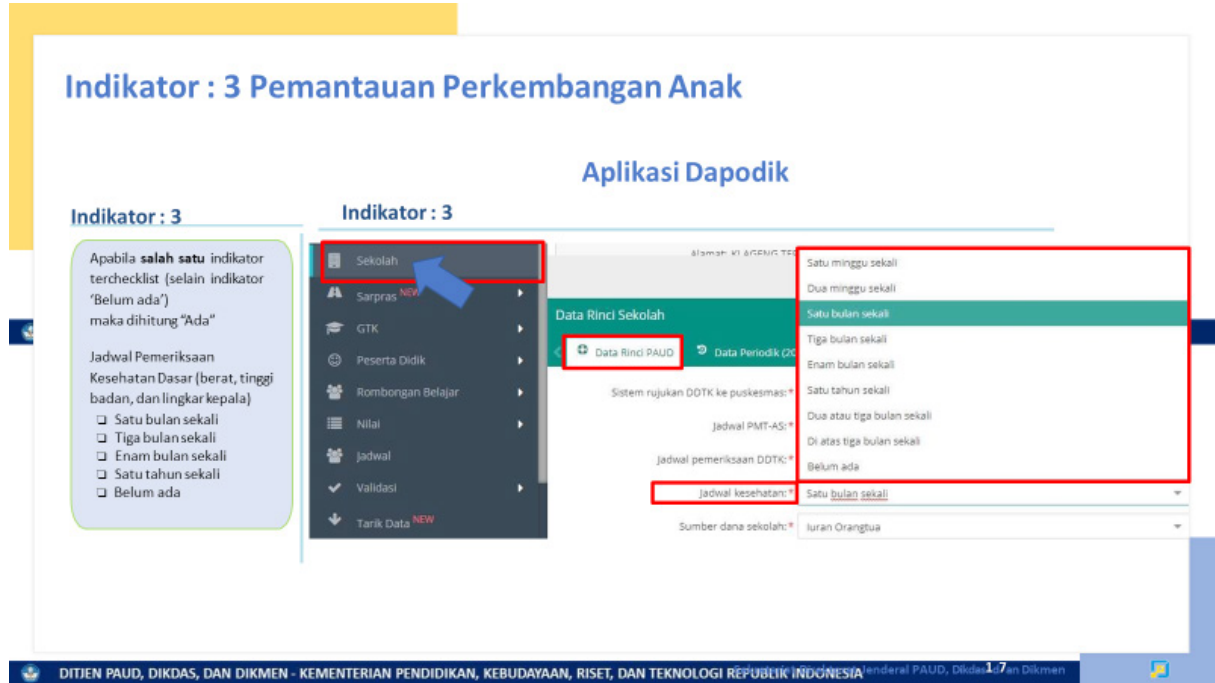 Indikator : 3 Pemantauan Perkembangan Anak
Aplikasi Dapodik
Indikator : 3
Apabila salah satu indikator
terchecklist (selain indikator
‘Belum ada’)
maka dihitung “Ada”
Jadwal Pemeriksaan
Kesehatan Dasar (berat, tinggi
badan, dan lingkar kepala)
❑ Satu bulan sekali
❑ Tiga bulan sekali
❑ Enam bulan sekali
❑ Satu tahun sekali
❑ Belum ada
Indikator : 3
Sekolah
Sarpras NEW
GTK
Peserta Didik
Rombongan Belajar
Nilai
Jadwal
Validasi
Tarik Data NEW
Data Rinci Sekolah
Data Rinci PAUD
Data Periodik (20
Sistem rujukan DDTK ke puskesmas:*
Jadwal PMT-AS:*
Jadwal pemeriksaan DDTK:*
Jadwal kesehatan:*
Sumber dana sekolah:*
Satu minggu sekali
Dua minggu sekali
Satu bulan sekali
Tiga bulan sekali
Enam bulan sekali
Satu tahun sekali
Dua atau tiga bulan sekali
Di atas tiga bulan sekali
Belum ada
Satu bulan sekali
Iuran Orangtua
DITJEN PAUD, DIKDAS, DAN DIKMEN - KEMENTERIAN PENDIDIKAN, KEBUDAYAAN, RISET, DAN TEKNOLOGI REPUBLIK INDONESIA
Jenderal PAUD,
17
Dikmen